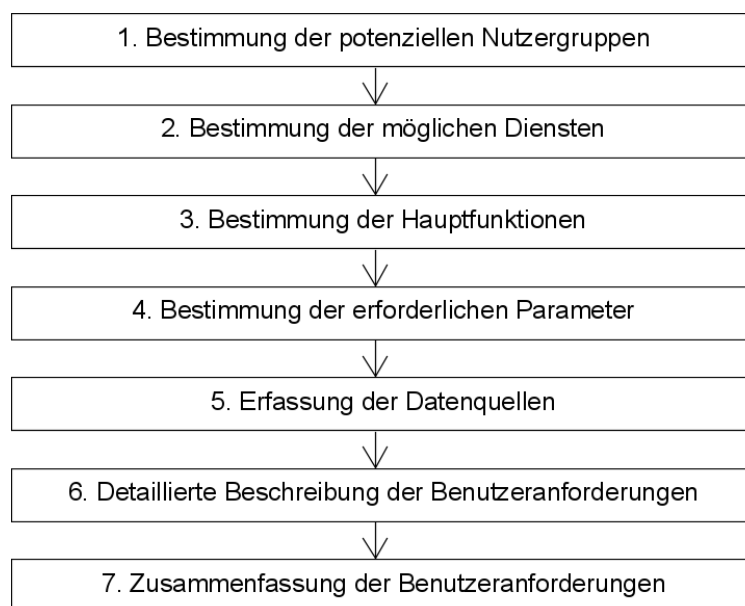 1. Bestimmung der potenziellen Nutzergruppen
2. Bestimmung der möglichen Diensten
3. Bestimmung der Hauptfunktionen
4. Bestimmung der erforderlichen Parameter
5. Erfassung der Datenquellen
6. Detaillierte Beschreibung der Benutzeranforderungen
7. Zusammenfassung der Benutzeranforderungen